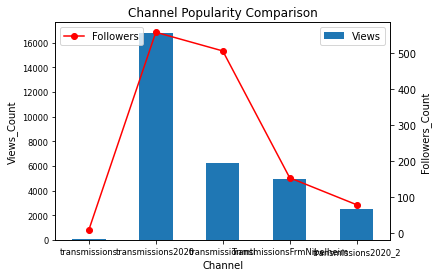 Channel Popularity Comparison
Followers
Views
16000
14000
12000
10000
8000
6000
4000
2000
0
500
400
300
200
100
0
Views_Count
Followers_Count
transmissions transmissions2020
transmissions2020_2
Channel